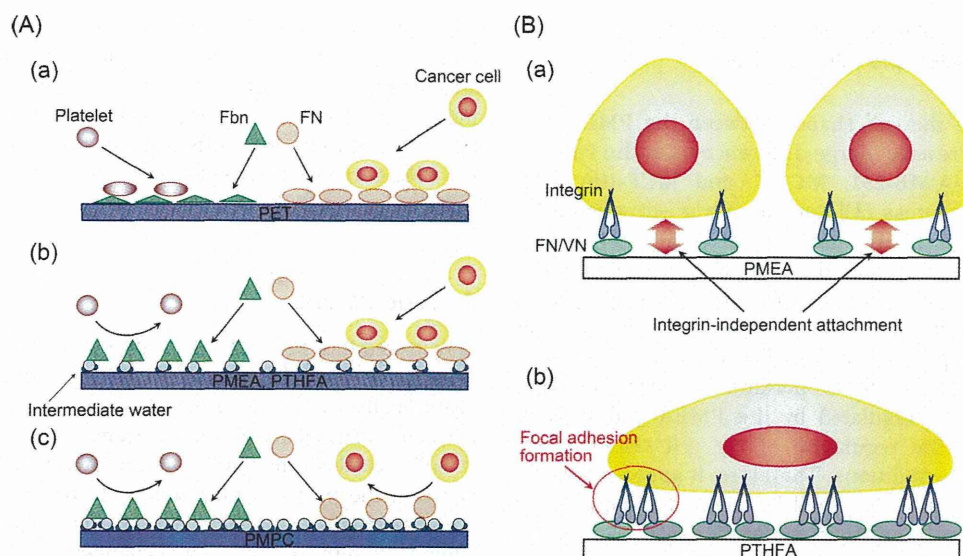 (A)
(a)
Platelet
Fbn
FN
Cancer cell
PET
(b)
PMEA, PTHFA
Intermediate water
(c)
PMPC
(B)
(a)
Integrin
FN/VN
PMEA
Integrin-independent attachment
(b)
Focal adhesion
formation
PTHFA